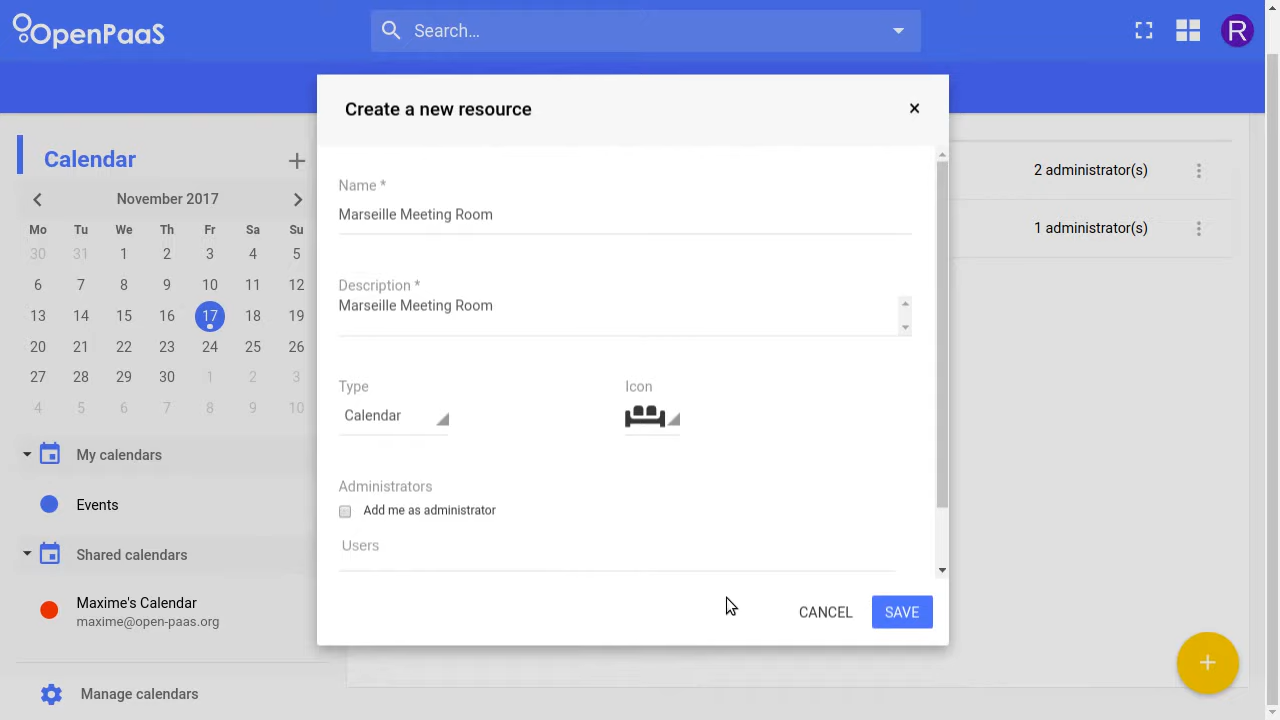 OpenPaaS
Search...
R
Create a new resource
×
Calendar
+
November 2017
Mo Tu We Th Fr Sa Su
30 31 1 2 3 4 5
6 7 8 9 10 11 12
13 14 15 16 17 18 19
20 21 22 23 24 25 26
27 28 29 30 1 2 3
4 5 6 7 8 9 10
My calendars
Events
Shared calendars
Maxime's Calendar
maxime@open-paas.org
Manage calendars
Name *
Marseille Meeting Room
Description *
Marseille Meeting Room
Type
Icon
Calendar
Administrators
Add me as administrator
Users
CANCEL
SAVE
2 administrator(s)
1 administrator(s)
+